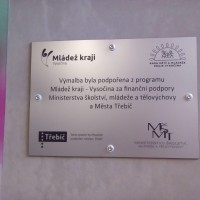 Mládež kraji
Výmalba byla podpořena z programu
Mládež kraji - Vysočina za finanční podpory
Ministerstva školství, mládeže a tělovýchovy
a Města Třebíč
Třebíč